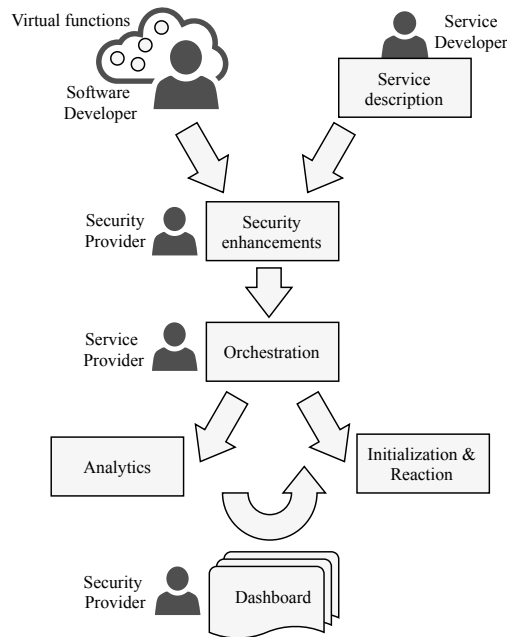 Virtual functions
Software
Developer
Service
Developer
Service
description
Security
Provider
Security
enhancements
Service
Provider
Orchestration
Analytics
Initialization &
Reaction
Security
Provider
Dashboard